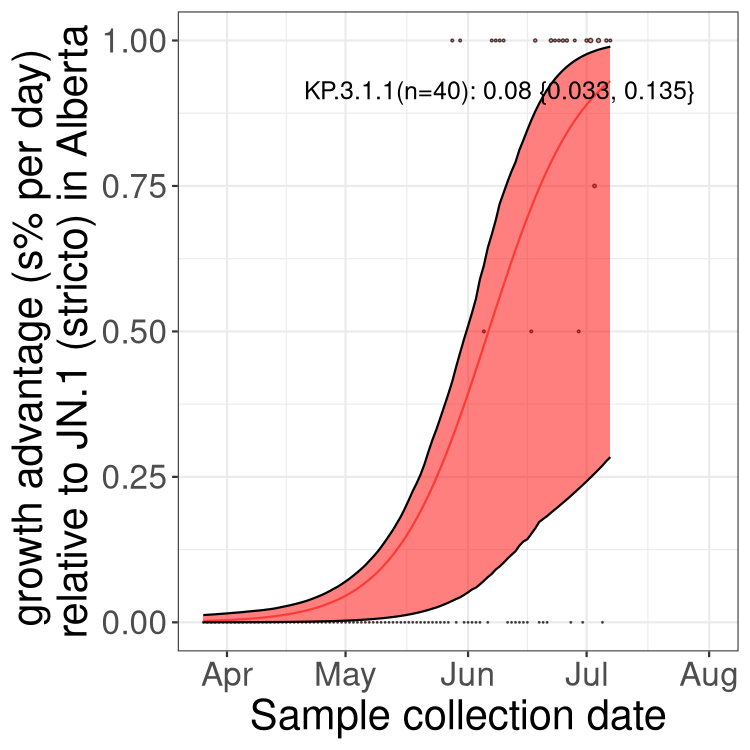 growth advantage (s% per day)
relative to JN.1 (stricto) in Alberta
1.00
0.75
0.50
0.25
0.00
KP.3.1.1(n=40): 0.08 {0.033, 0.135}
Apr May Jun Jul Aug
Sample collection date